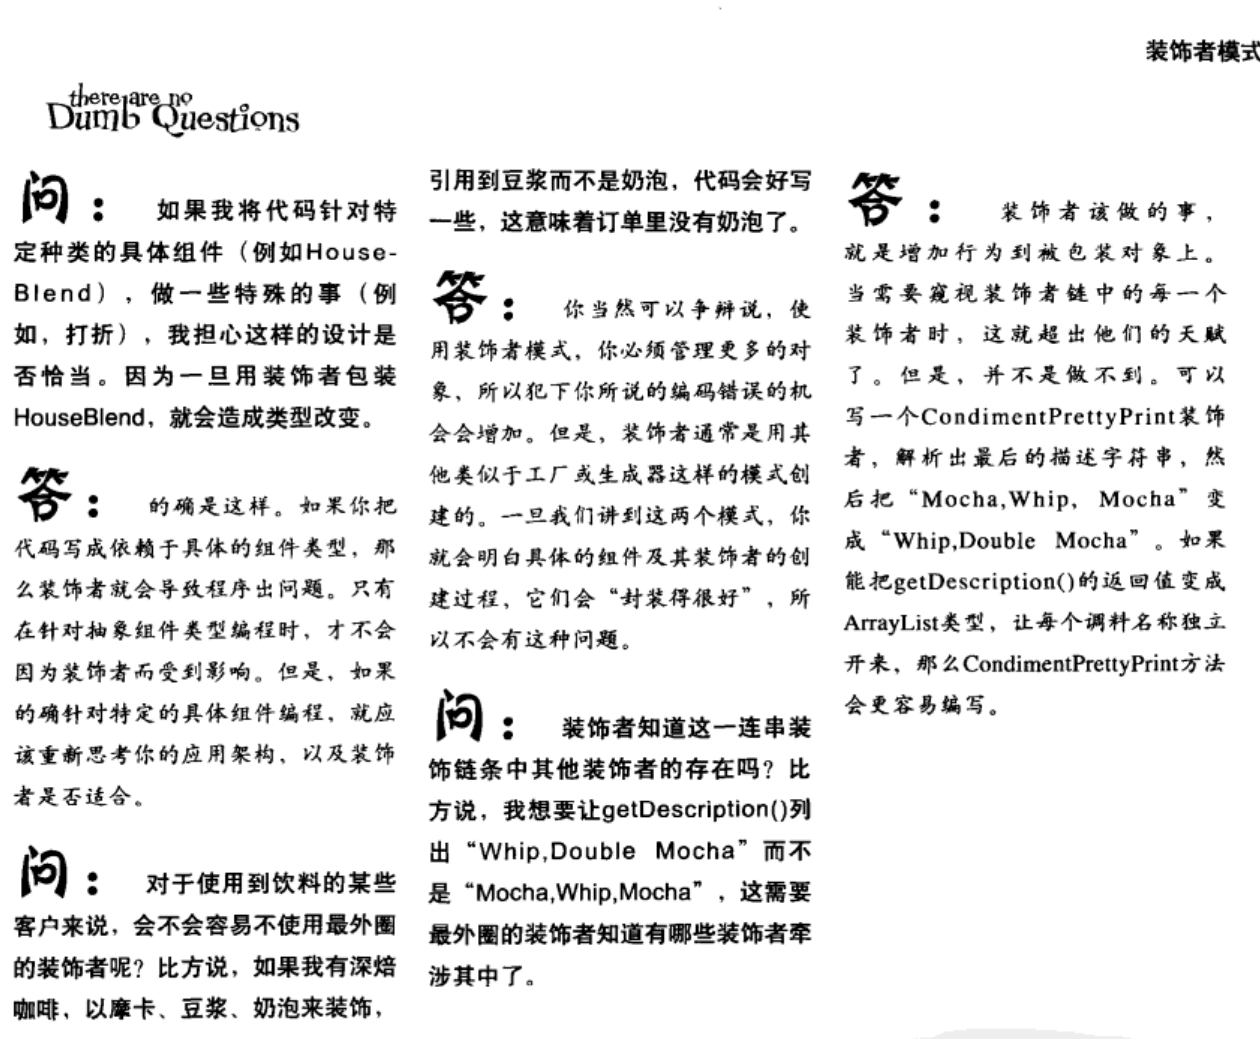 装饰者模式
there are no
Dumb Questions
问： 如果我将代码针对特
定种类的具体组件（例如House-
Blend），做一些特殊的事（例
如，打折），我担心这样的设计是
否恰当。因为一旦用装饰者包装
HouseBlend，就会造成类型改变。
答： 的确是这样。如果你把
代码写成依赖于具体的组件类型，那
么装饰者就会导致程序出问题。只有
在针对抽象组件类型编程时，才不会
因为装饰者而受到影响。但是，如果
的确针对特定的具体组件编程，就应
该重新思考你的应用架构，以及装饰
者是否适合。
问： 对于使用到饮料的某些
客户来说，会不会容易不使用最外圈
的装饰者呢？比方说，如果我有深焙
咖啡，以摩卡、豆浆、奶泡来装饰，
引用到豆浆而不是奶泡，代码会好写
一些，这意味着订单里没有奶泡了。
答： 你当然可以争辩说，使
用装饰者模式，你必须管理更多的对
象，所以犯下你所说的编码错误的机
会会增加。但是，装饰者通常是用其
他类似于工厂或生成器这样的模式创
建的。一旦我们讲到这两个模式，你
就会明白具体的组件及其装饰者的创
建过程，它们会“封装得很好”，所
以不会有这种问题。
问： 装饰者知道这一连串装
饰链条中其他装饰者的存在吗？比
方说，我想要让getDescription()列
出“Whip,Double Mocha”而不
是“Mocha,Whip,Mocha”，这需要
最外圈的装饰者知道有哪些装饰者牵
涉其中了。
答： 装饰者该做的事，
就是增加行为到被包装对象上。
当需要窥视装饰者链中的每一个
装饰者时，这就超出他们的天赋
了。但是，并不是做不到。可以
写一个CondimentPrettyPrint装饰
者，解析出最后的描述字符串，然
后把“Mocha,Whip, Mocha”变
成“Whip,Double Mocha”。如果
能把getDescription()的返回值变成
ArrayList类型，让每个调料名称独立
开来，那么CondimentPrettyPrint方法
会更容易编写。